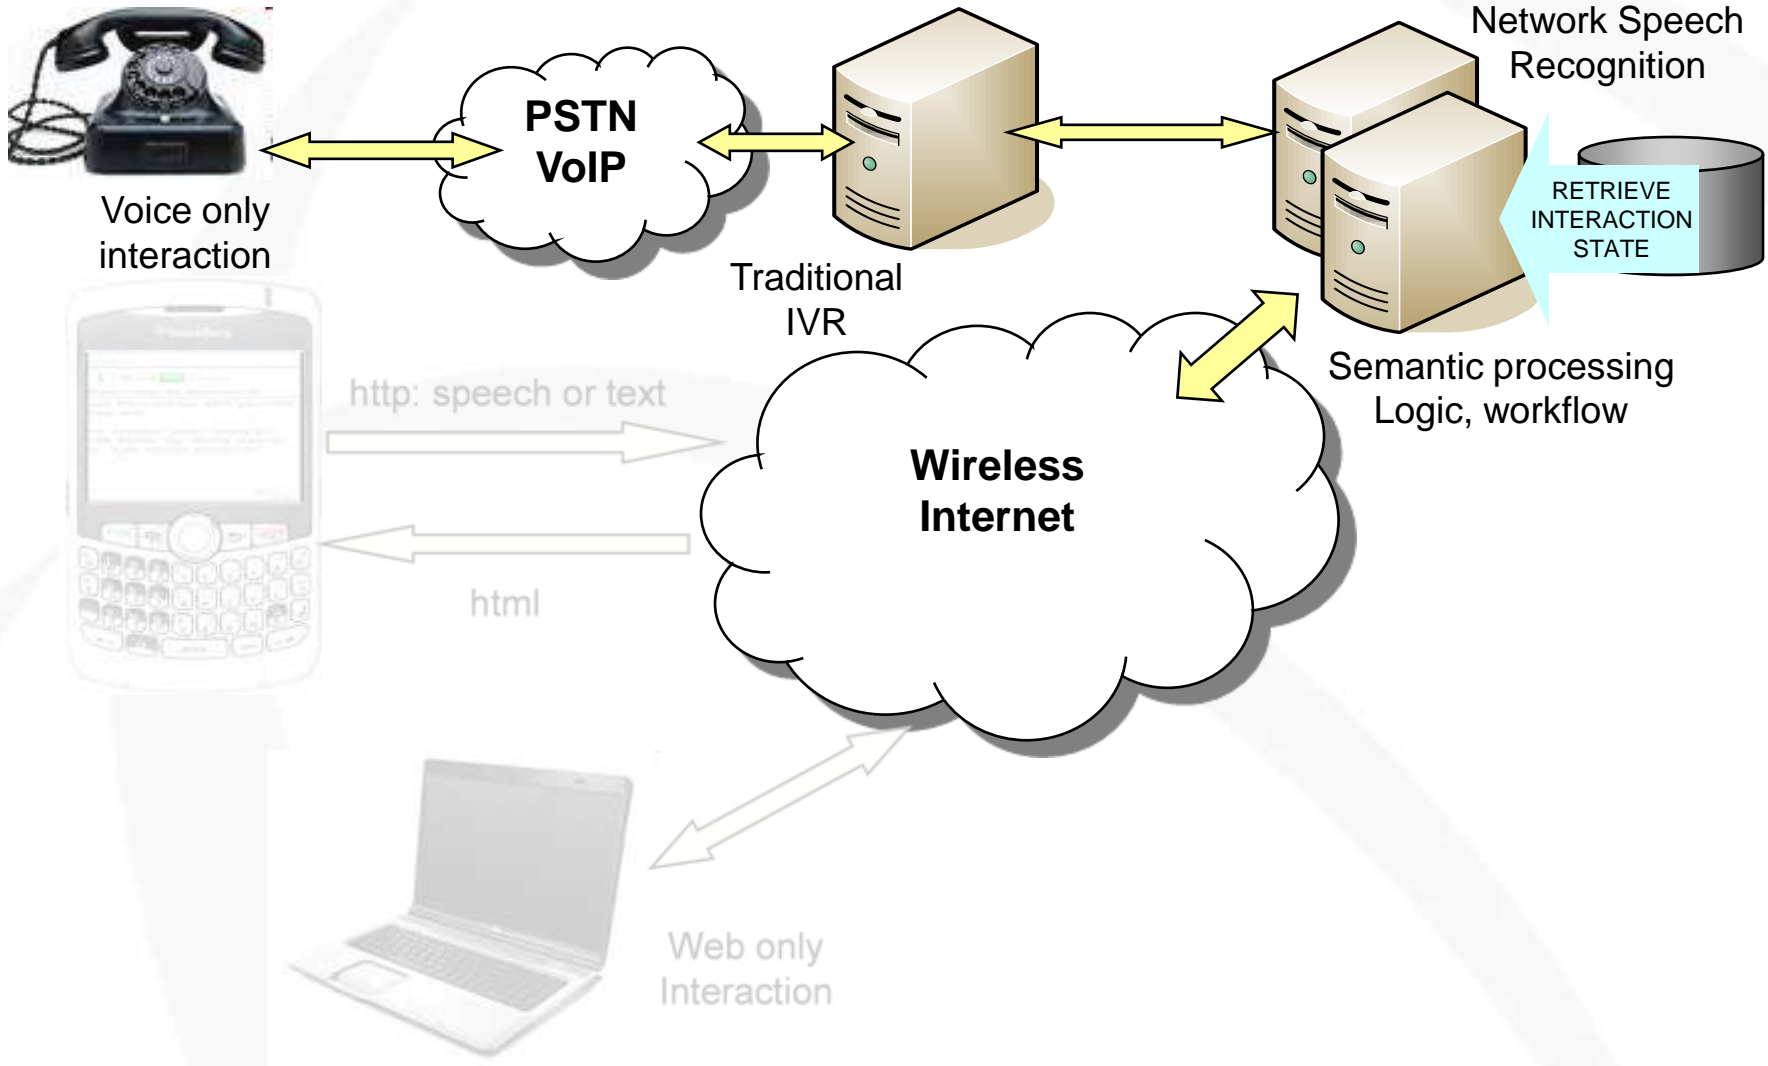 Network Speech
Recognition
PSTN
VoIP
RETRIEVE
INTERACTION
STATE
Voice only
interaction
Traditional
IVR
Semantic processing
Logic, workflow
http: speech or text
Wireless
Internet
html
Web only
Interaction